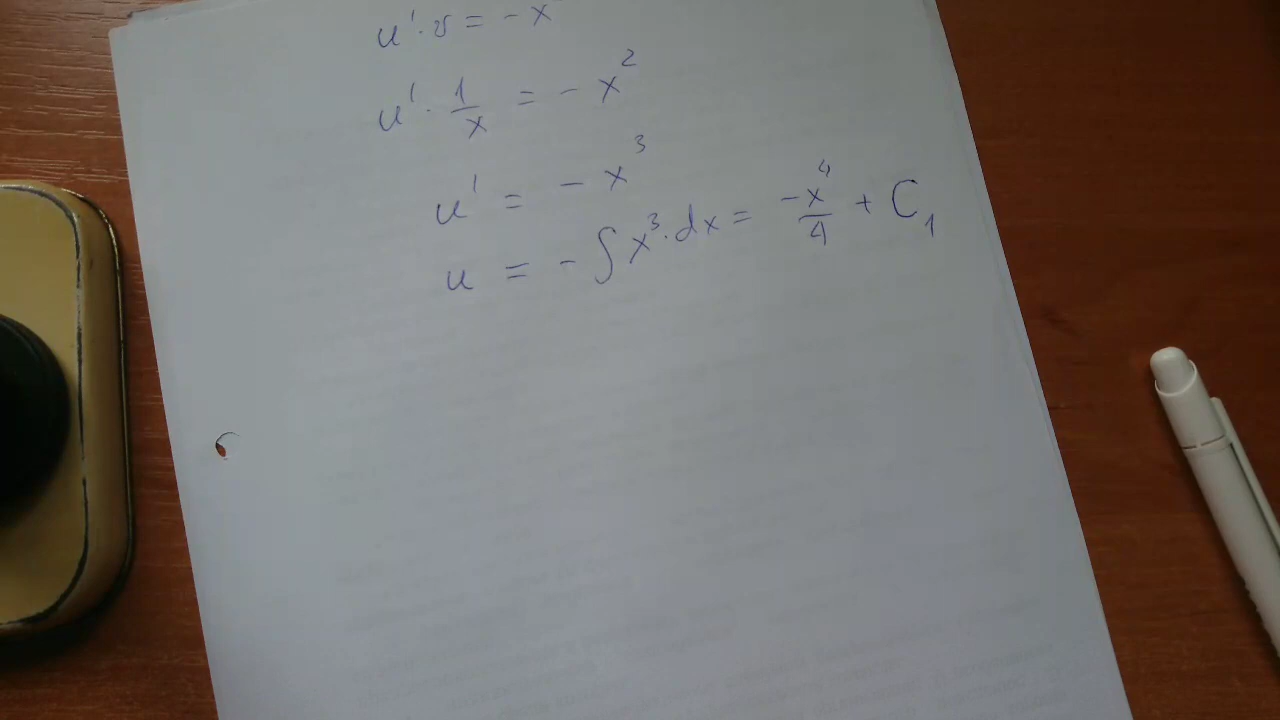 u' · v = - x
u' · 1/x = - x²
u' = - x³
u = - ∫ x³ · dx = -x⁴/4 + C₁